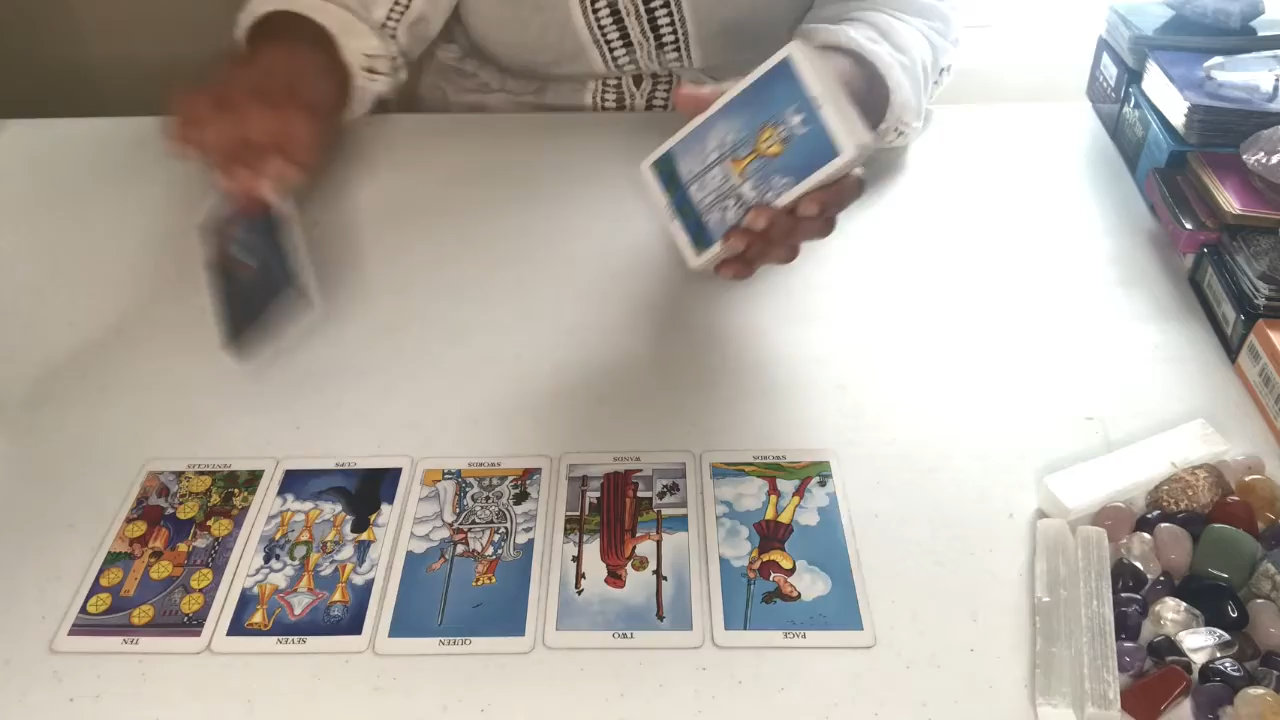 PENTACLES
CUPS
SWORDS
WANDS
SWORDS
TEN
SEVEN
QUEEN
TWO
PAGE